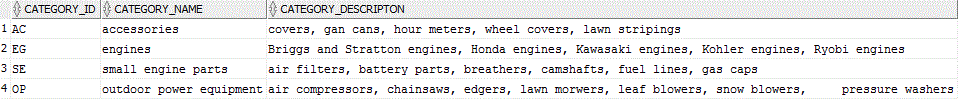 CATEGORY_ID CATEGORY_NAME CATEGORY_DESCRIPTON
1 AC accessories covers, gan cans, hour meters, wheel covers, lawn stripings
2 EG engines Briggs and Stratton engines, Honda engines, Kawasaki engines, Kohler engines, Ryobi engines
3 SE small engine parts air filters, battery parts, breathers, camshafts, fuel lines, gas caps
4 OP outdoor power equipment air compressors, chainsaws, edgers, lawn morwers, leaf blowers, snow blowers, pressure washers